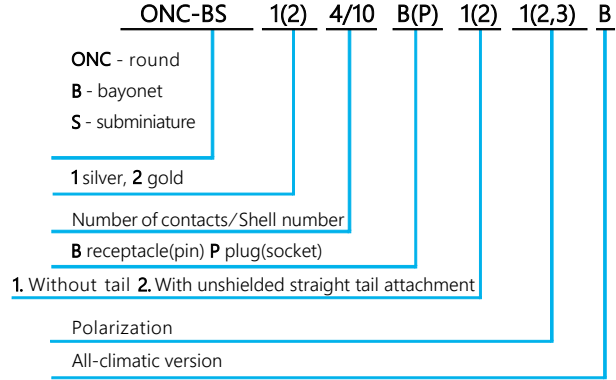 ONC-BS 1(2) 4/10 B(P) 1(2) 1(2,3) B
ONC - round
B - bayonet
S - subminiature
1 silver, 2 gold
Number of contacts/Shell number
B receptacle(pin) P plug(socket)
1. Without tail 2. With unshielded straight tail attachment
Polarization
All-climatic version